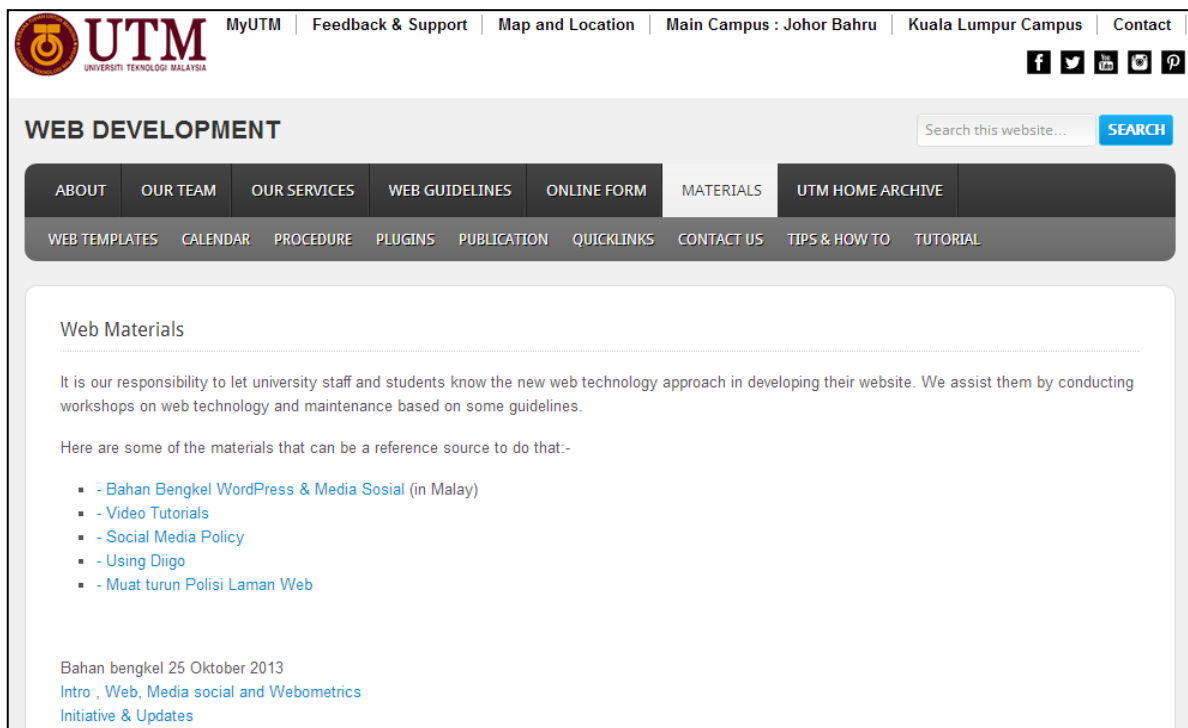 UTM
UNIVERSITI TEKNOLOGI MALAYSIA
MyUTM | Feedback & Support | Map and Location | Main Campus : Johor Bahru | Kuala Lumpur Campus | Contact |
WEB DEVELOPMENT
Search this website... SEARCH
ABOUT OUR TEAM OUR SERVICES WEB GUIDELINES ONLINE FORM MATERIALS UTM HOME ARCHIVE
WEB TEMPLATES CALENDAR PROCEDURE PLUGINS PUBLICATION QUICKLINKS CONTACT US TIPS & HOW TO TUTORIAL
Web Materials
It is our responsibility to let university staff and students know the new web technology approach in developing their website. We assist them by conducting
workshops on web technology and maintenance based on some guidelines.
Here are some of the materials that can be a reference source to do that:-
- Bahan Bengkel WordPress & Media Sosial (in Malay)
- Video Tutorials
- Social Media Policy
- Using Diigo
- Muat turun Polisi Laman Web
Bahan bengkel 25 Oktober 2013
Intro , Web, Media social and Webometrics
Initiative & Updates